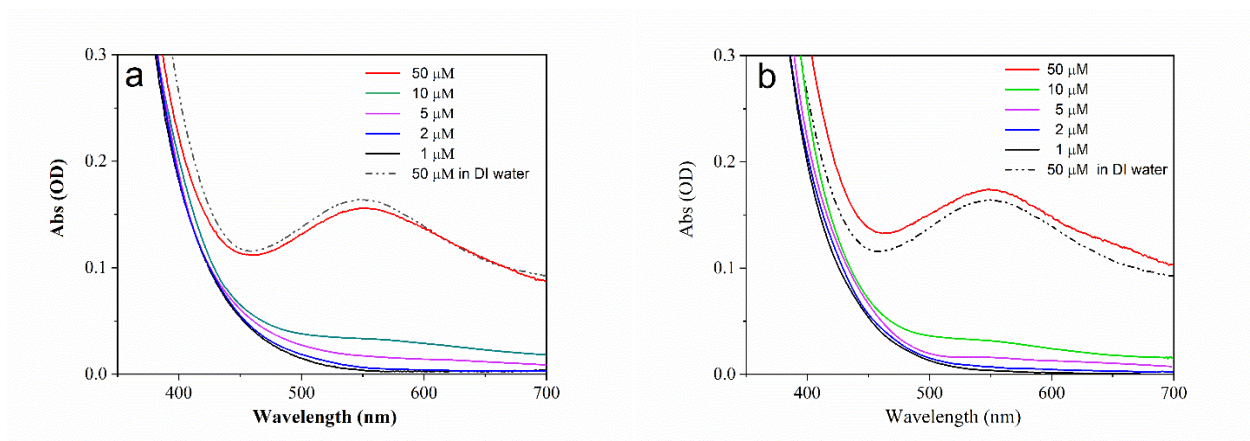 a
0.3
0.2
0.1
0.0
Abs (OD)
50 μM
10 μM
5 μM
2 μM
1 μM
50 μM in DI water
400
500
600
700
Wavelength (nm)
b
0.3
0.2
0.1
0.0
Abs (OD)
50 μM
10 μM
5 μM
2 μM
1 μM
50 μM in DI water
400
500
600
700
Wavelength (nm)